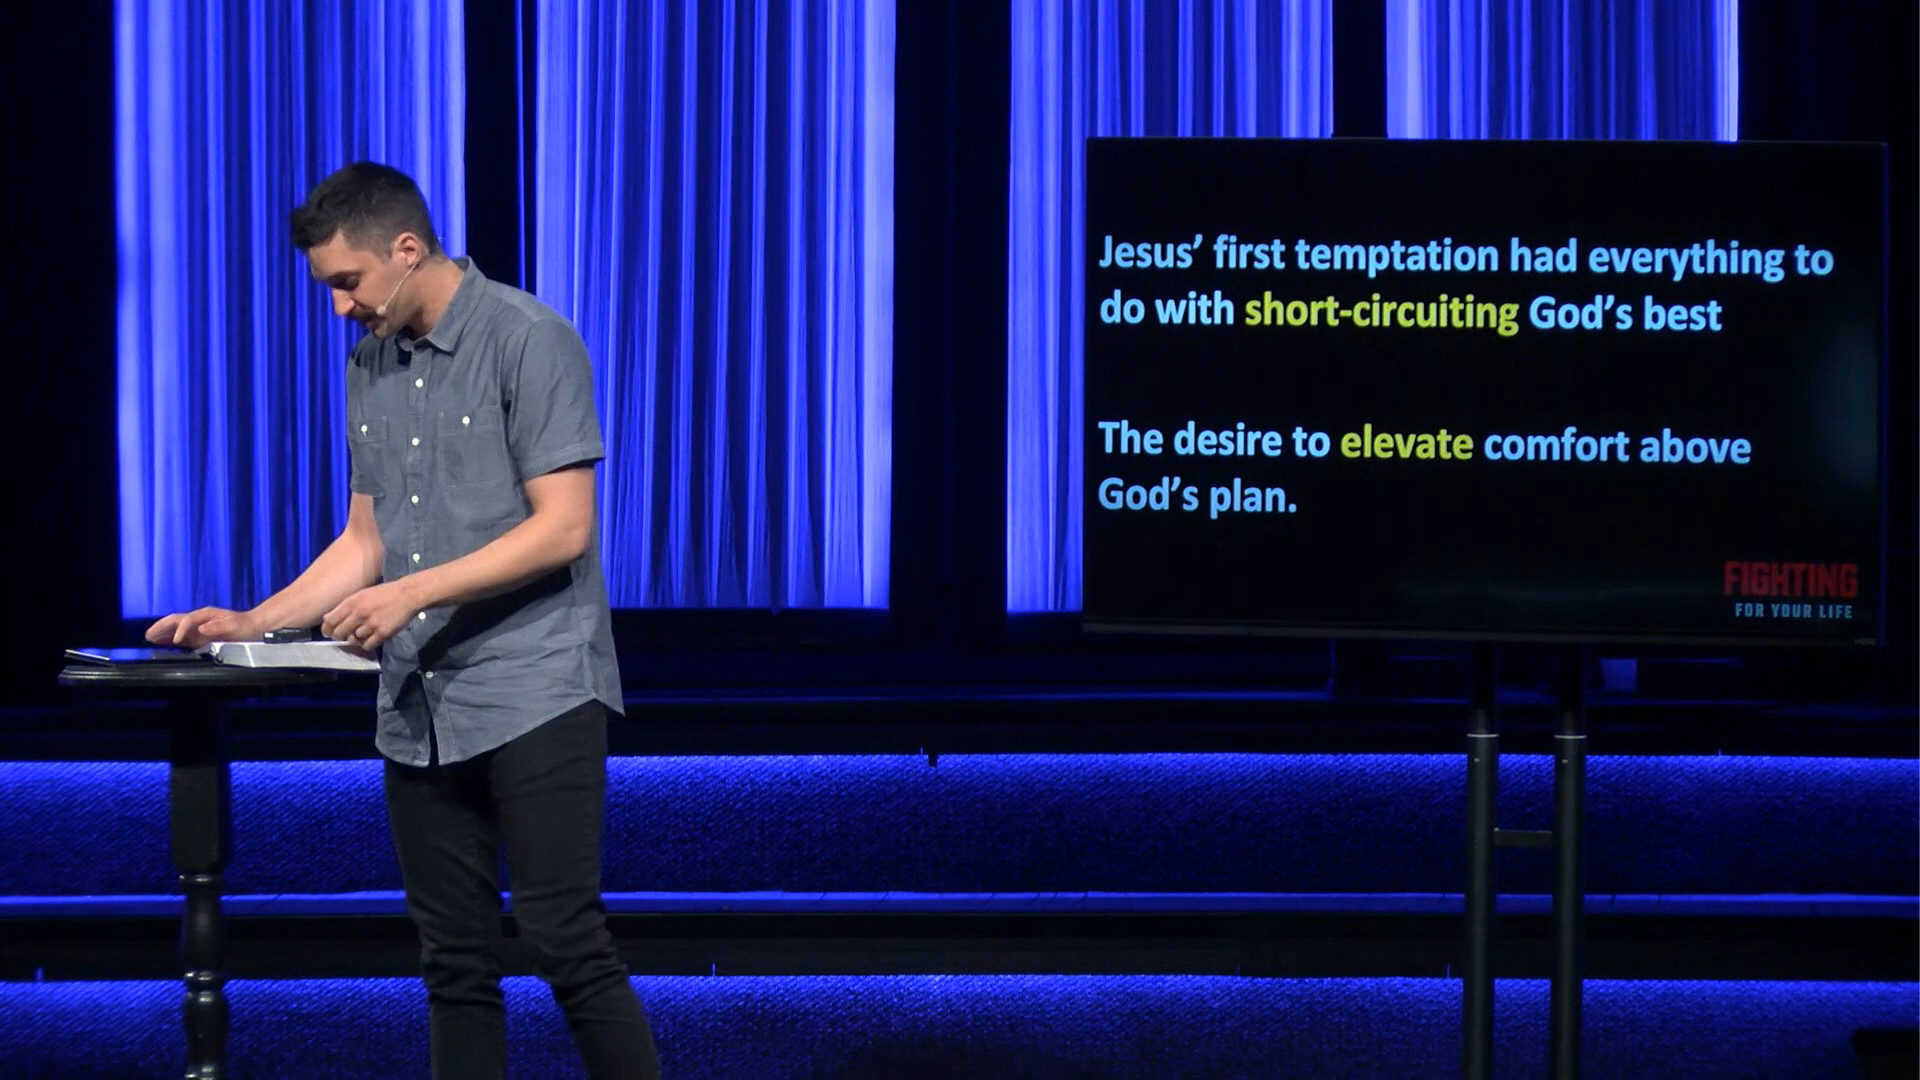 Jesus’ first temptation had everything to
do with short-circuiting God’s best
The desire to elevate comfort above
God’s plan.
FIGHTING
FOR YOUR LIFE